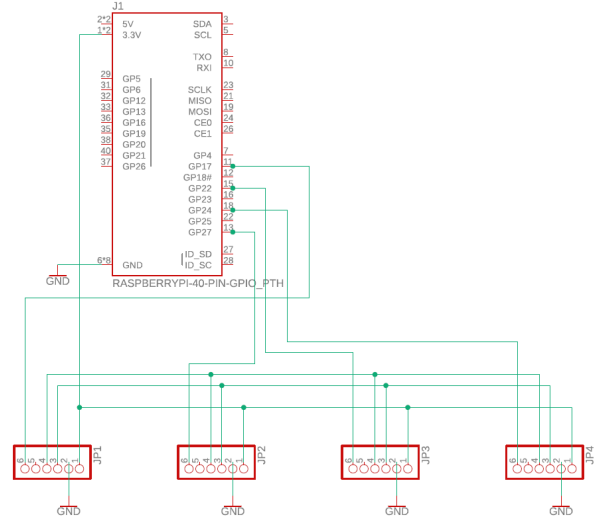 J1
2*2 5V SDA 3
1*2 3.3V SCL 5
TXO 8
RXI 10
29 GP5
31 GP6 SCLK 23
32 GP12 MISO 21
33 GP13 MOSI 19
36 GP16 CE0 24
35 GP19 CE1 26
38 GP20
40 GP21 GP4 7
37 GP26 GP17 11
GP18# 12
GP22 15
GP23 16
GP24 18
GP25 22
GP27 13
ID_SD 27
6*8 GND ID_SC 28
GND
RASPBERRYPI-40-PIN-GPIO_PTH
6 5 4 3 2 1 JP1
6 5 4 3 2 1 JP2
6 5 4 3 2 1 JP3
6 5 4 3 2 1 JP4
GND GND GND GND